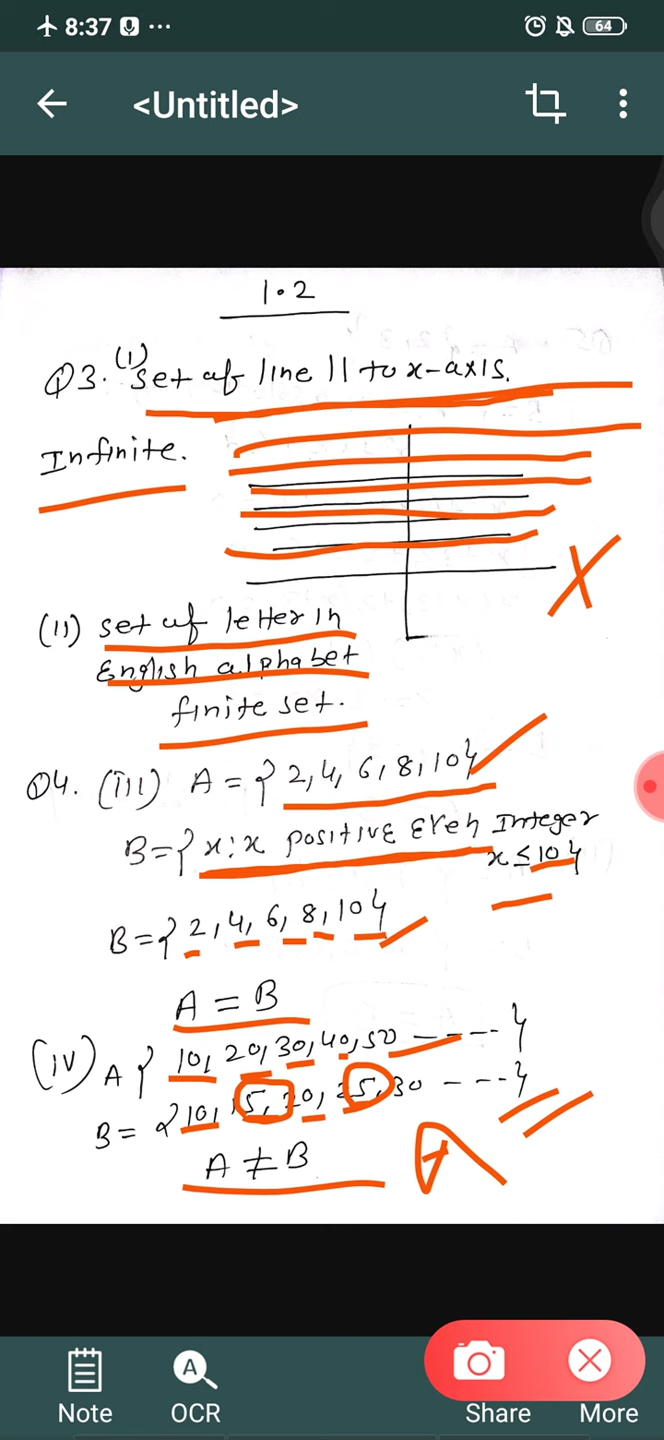 8:37
64
<Untitled>
1.2
Q3. (i) Set of line || to x-axis.
Infinite.
(ii) set of letter in
English alphabet
finite set.
Q4. (iii) A = { 2, 4, 6, 8, 10}
B = { x : x positive Even Integer
x ≤ 10 }
B = { 2, 4, 6, 8, 10}
A = B
(iv) A { 10, 20, 30, 40, 50 ---- }
B = { 10, 15, 20, 25, 30 ---- }
A ≠ B
Note
OCR
Share
More